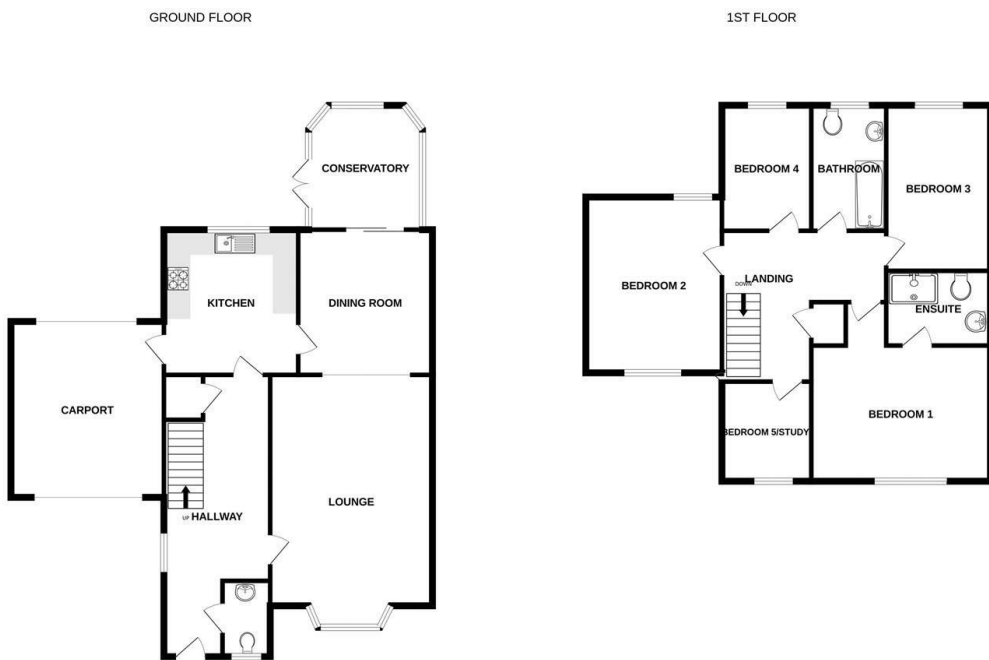 GROUND FLOOR
1ST FLOOR
CONSERVATORY
KITCHEN
DINING ROOM
CARPORT
LOUNGE
UP
HALLWAY
BEDROOM 4
BATHROOM
BEDROOM 3
BEDROOM 2
LANDING
DOWN
ENSUITE
BEDROOM 1
BEDROOM 5/STUDY